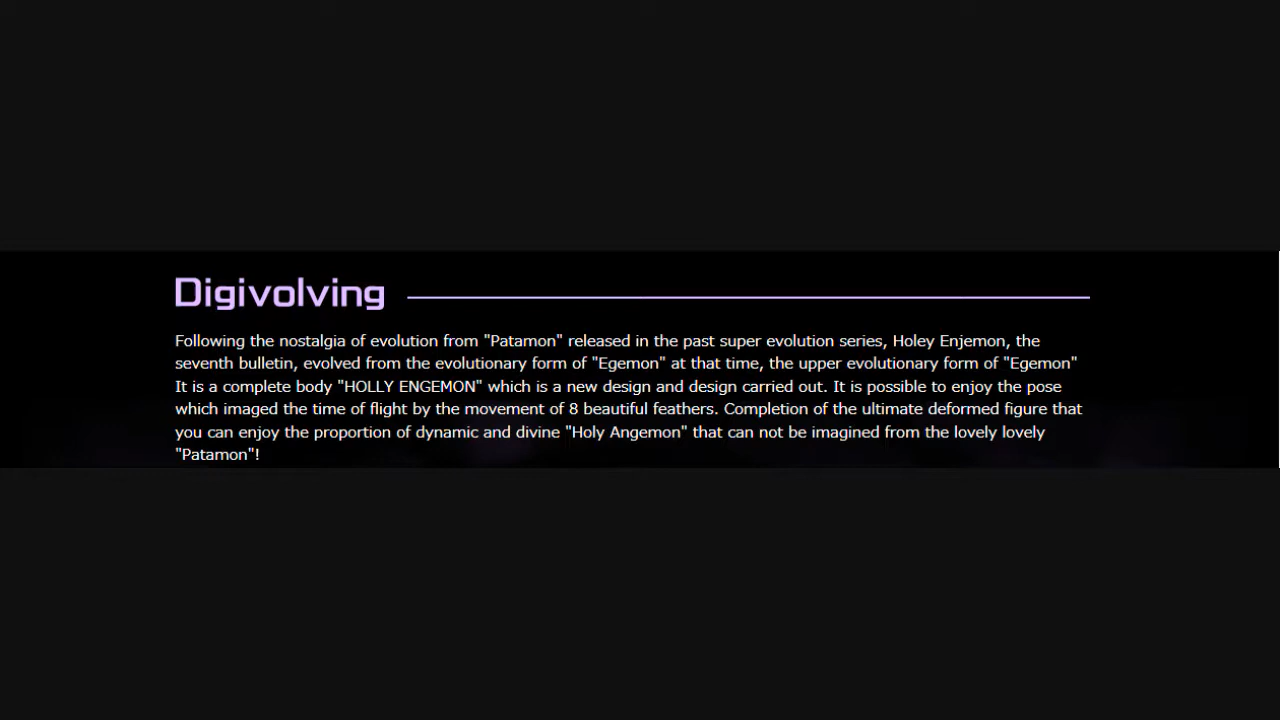 Digivolving
Following the nostalgia of evolution from "Patamon" released in the past super evolution series, Holey Enjemon, the
seventh bulletin, evolved from the evolutionary form of "Egemon" at that time, the upper evolutionary form of "Egemon"
It is a complete body "HOLLY ENGEMON" which is a new design and design carried out. It is possible to enjoy the pose
which imaged the time of flight by the movement of 8 beautiful feathers. Completion of the ultimate deformed figure that
you can enjoy the proportion of dynamic and divine "Holy Angemon" that can not be imagined from the lovely lovely
"Patamon"!